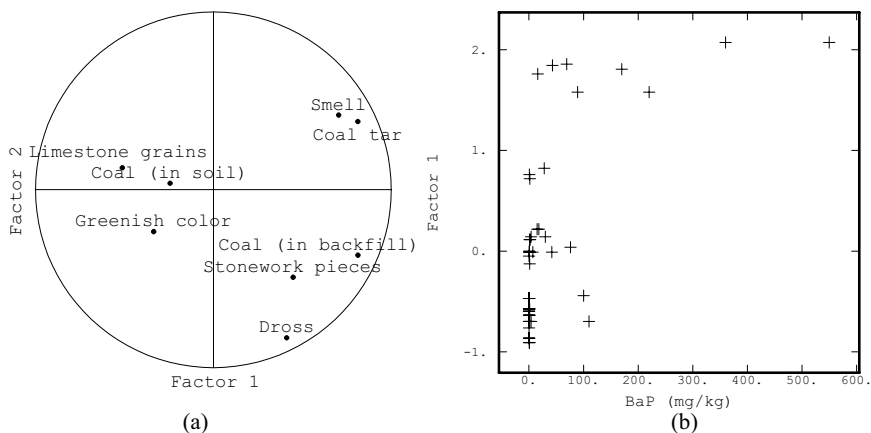 Smell
Coal tar
Limestone grains
Coal (in soil)
Greenish color
Coal (in backfill)
Stonework pieces
Dross
Factor 2
Factor 1
(a)
2.
1.
0.
-1.
Factor 1
0. 100. 200. 300. 400. 500. 600.
BaP (mg/kg)
(b)